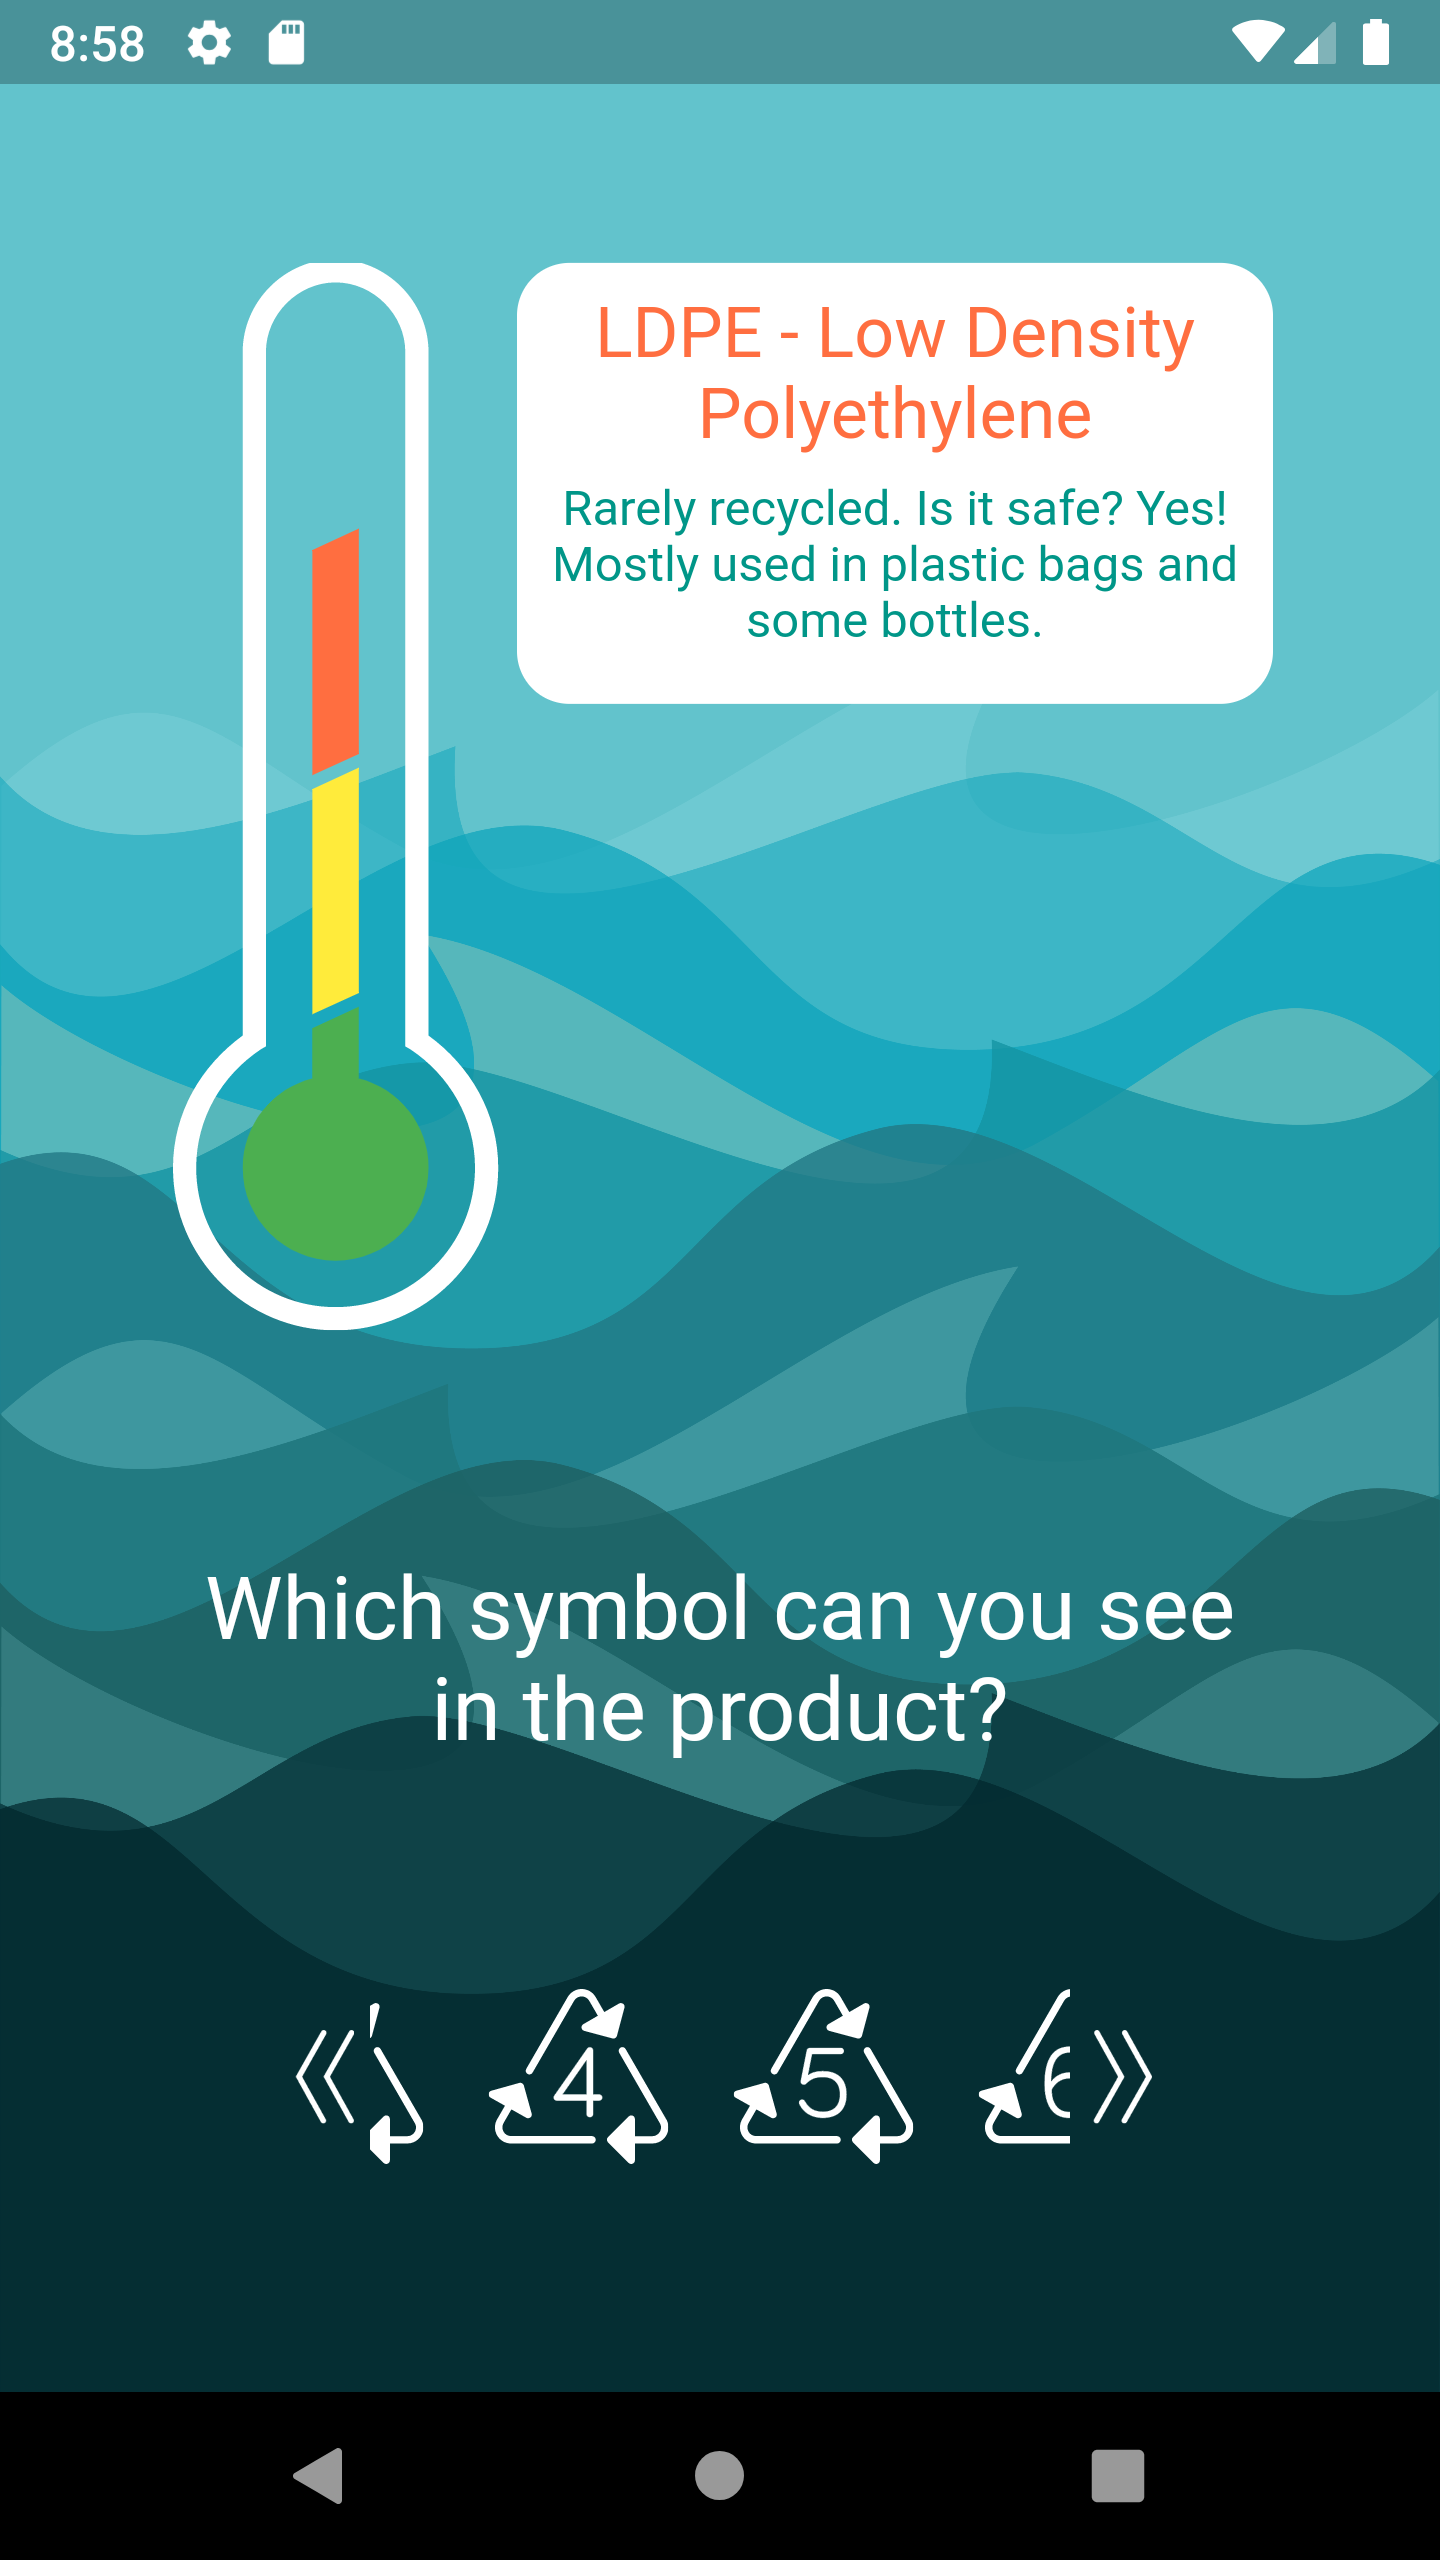 8:58
LDPE - Low Density
Polyethylene
Rarely recycled. Is it safe? Yes!
Mostly used in plastic bags and
some bottles.
Which symbol can you see
in the product?
4 5 6